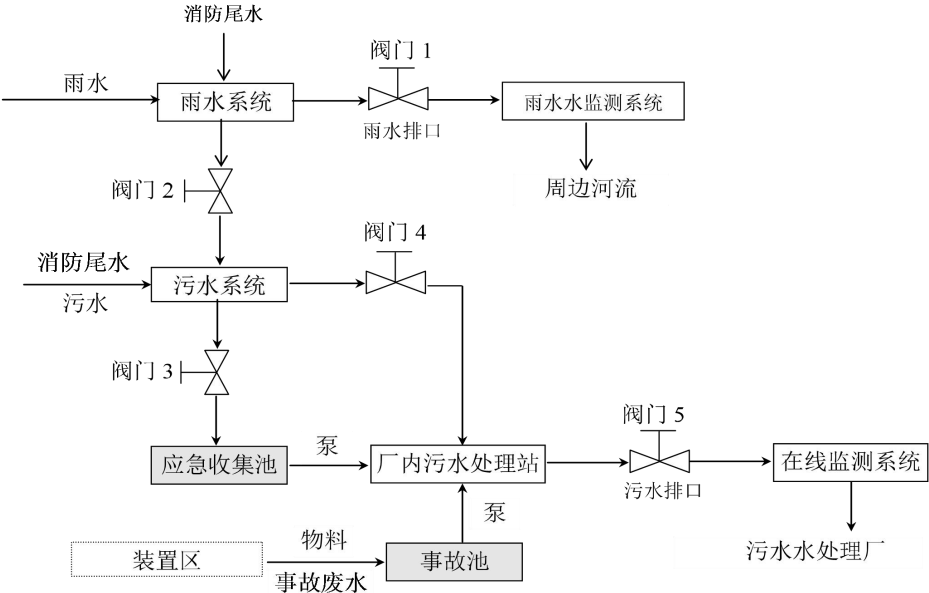 消防尾水
阀门 1
雨水
雨水系统
雨水水监测系统
雨水排口
阀门 2
周边河流
阀门 4
消防尾水
污水系统
污水
阀门 3
阀门 5
泵
应急收集池
厂内污水处理站
在线监测系统
污水排口
泵
物料
装置区
事故池
污水水处理厂
事故废水